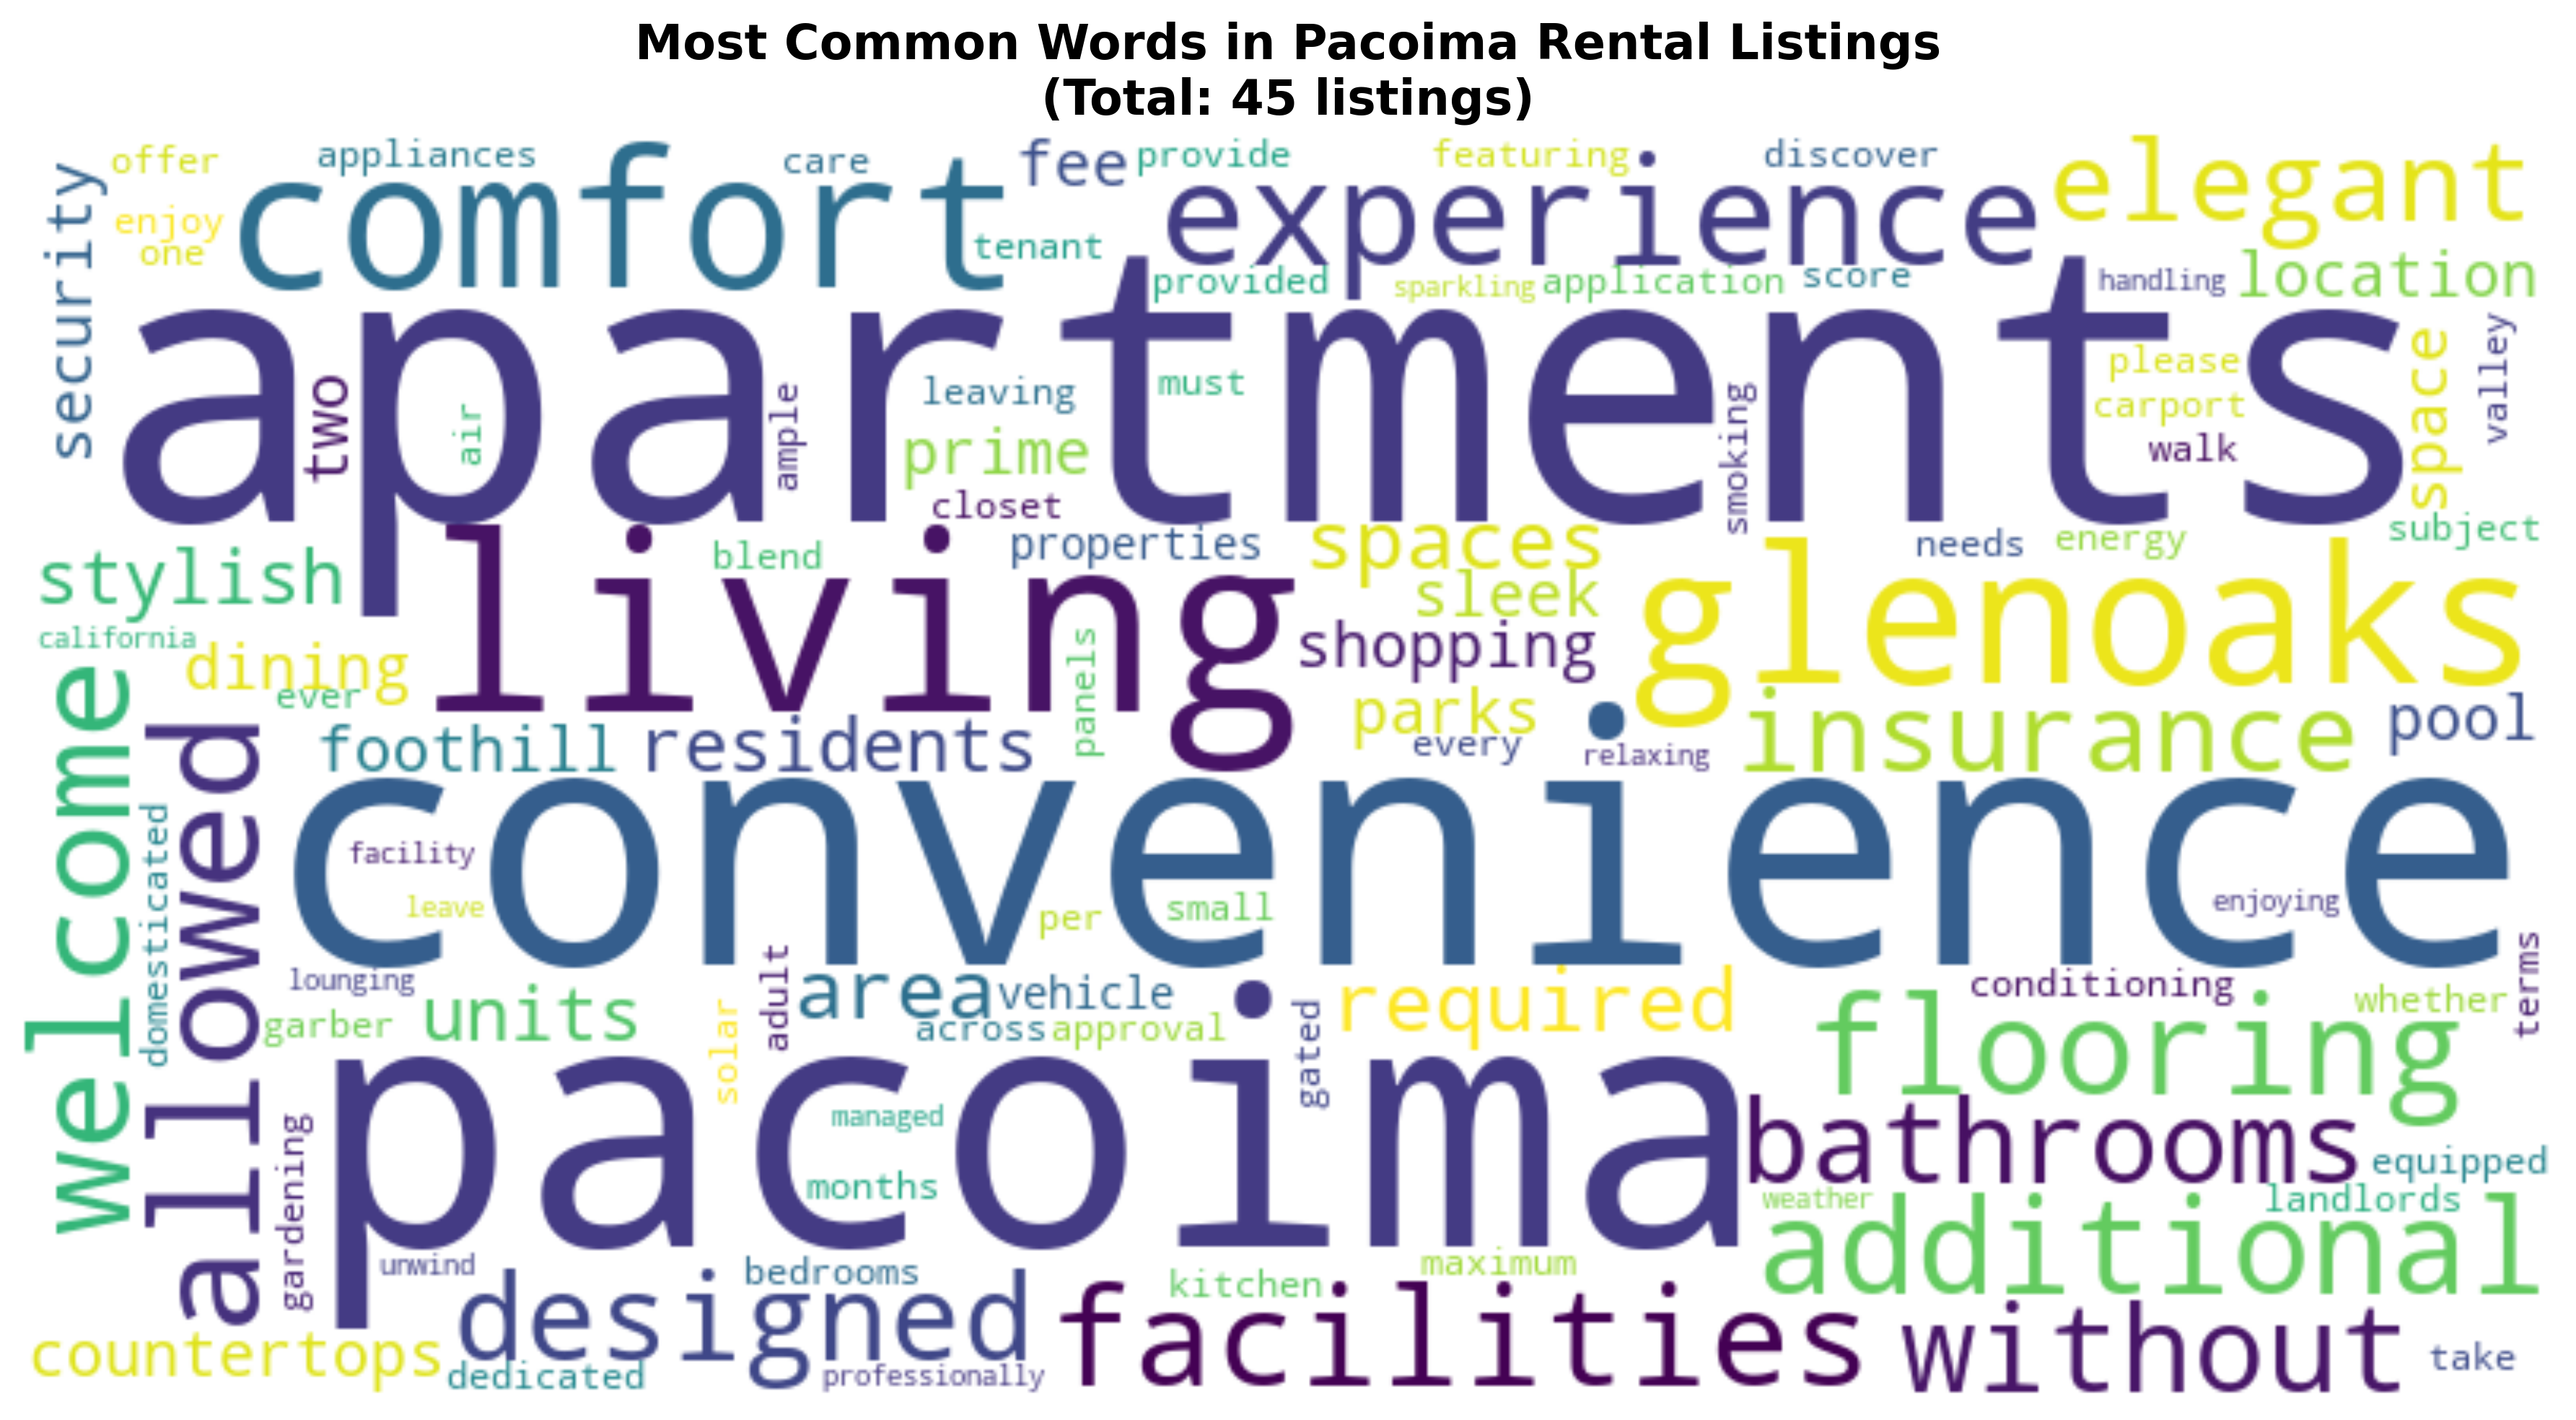 Most Common Words in Pacoima Rental Listings
(Total: 45 listings)
offer
appliances
care
fee
provide
featuring
discover
elegant
security
enjoy
one
comfort
tenant
experience
provided
sparkling
application
score
handling
location
apartments
two
air
ample
leaving
must
prime
closet
smoking
please
carport
walk
space
valley
subject
stylish
living
blend
properties
spaces
sleek
needs
energy
glenoaks
california
dining
ever
panels
shopping
parks
every
relaxing
insurance
pool
welcome
allowed
foothill
residents
domesticated
convenience
facility
leave
per
small
enjoying
lounging
garber
units
solar
adult
area
vehicle
across
approval
gated
required
conditioning
whether
terms
flooring
gardening
pacoima
managed
months
bathrooms
equipped
weather
landlords
additional
unwind
bedrooms
designed
kitchen
maximum
facilities
without
take
countertops
dedicated
professionally